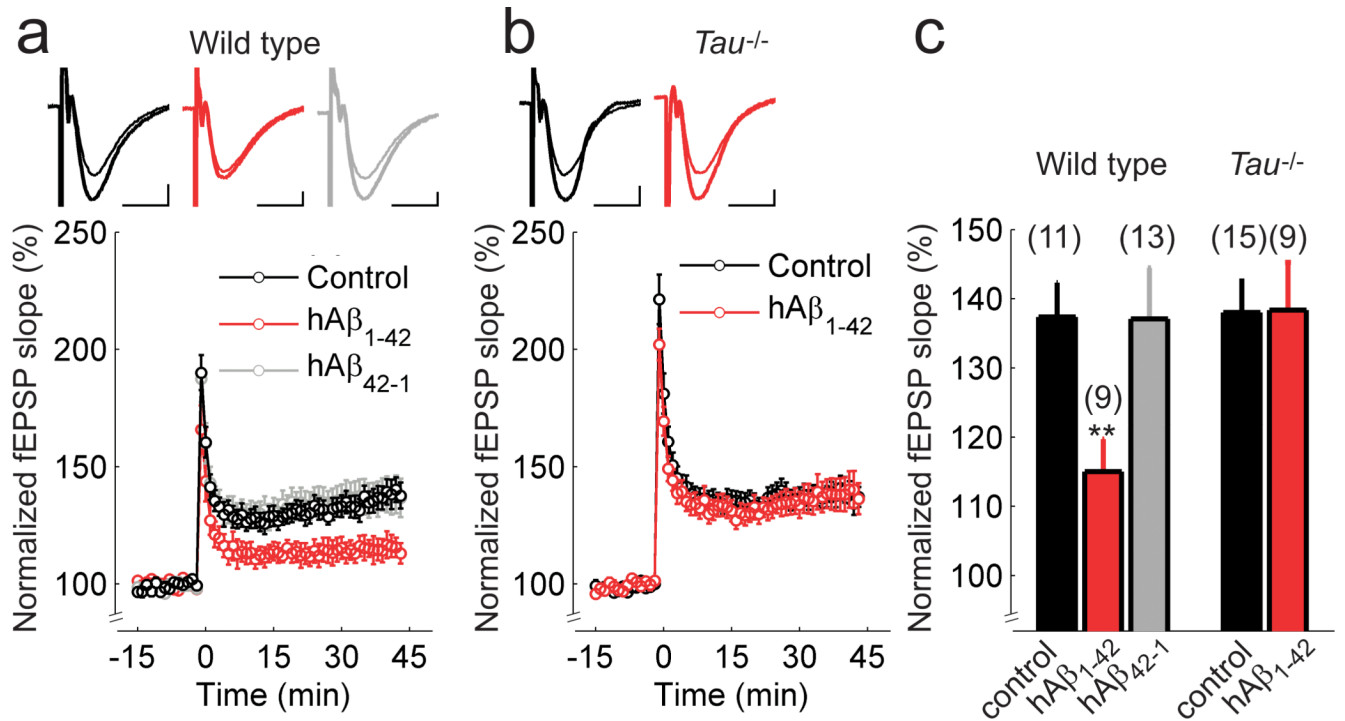 a
Wild type
Normalized fEPSP slope (%)
250
200
150
100
Control
hAβ1-42
hAβ42-1
-15 0 15 30 45
Time (min)
b
Tau-/-
Normalized fEPSP slope (%)
250
200
150
100
Control
hAβ1-42
-15 0 15 30 45
Time (min)
c
Wild type Tau-/-
Normalized fEPSP slope (%)
150
140
138
120
110
100
(11) (13) (15) (9)
(9)
**
control
hAβ1-42
hAβ42-1
control
hAβ1-42